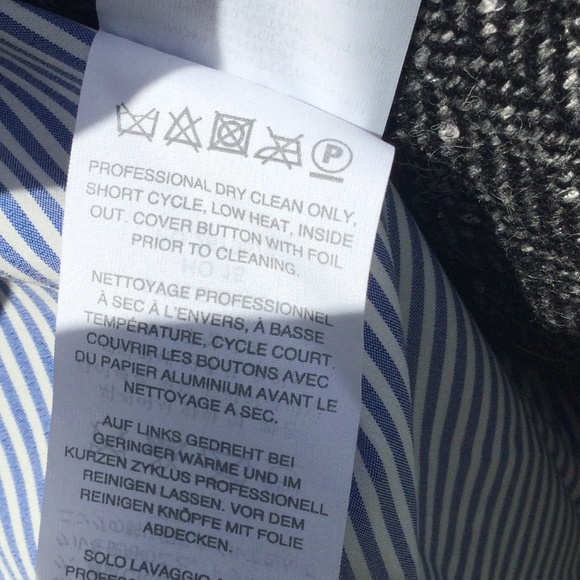 P
PROFESSIONAL DRY CLEAN ONLY,
SHORT CYCLE, LOW HEAT, INSIDE
OUT. COVER BUTTON WITH FOIL
PRIOR TO CLEANING.
NETTOYAGE PROFESSIONNEL
À SEC À L'ENVERS, À BASSE
TEMPÉRATURE, CYCLE COURT.
COUVRIR LES BOUTONS AVEC
DU PAPIER ALUMINIUM AVANT LE
NETTOYAGE A SEC.
AUF LINKS GEDREHT BEI
GERINGER WÄRME UND IM
KURZEN ZYKLUS PROFESSIONELL
REINIGEN LASSEN. VOR DEM
REINIGEN KNÖPFE MIT FOLIE
ABDECKEN.
SOLO LAVAGGIO